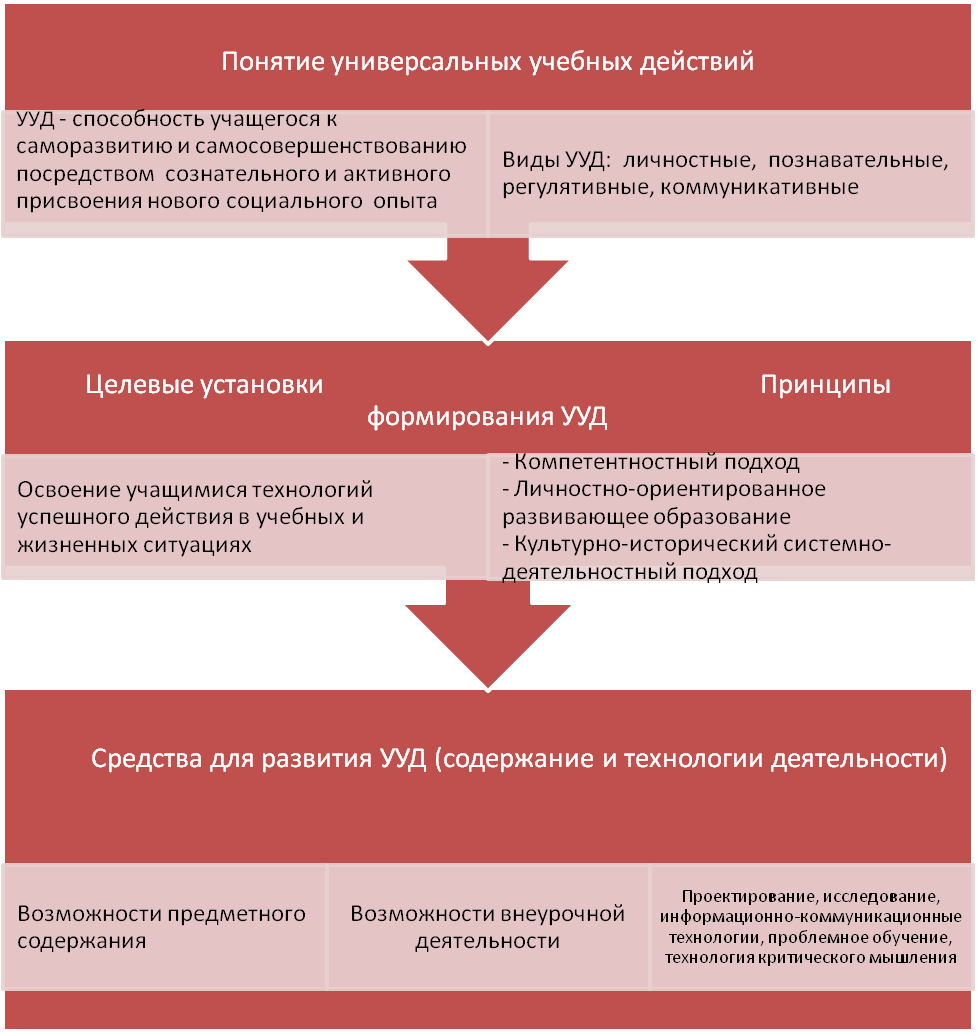 Понятие универсальных учебных действий
УУД - способность учащегося к
саморазвитию и самосовершенствованию
посредством сознательного и активного
присвоения нового социального опыта
Виды УУД: личностные, познавательные,
регулятивные, коммуникативные
Целевые установки Принципы
формирования УУД
Освоение учащимися технологий
успешного действия в учебных и
жизненных ситуациях
- Компетентностный подход
- Личностно-ориентированное
развивающее образование
- Культурно-исторический системно-
деятельностный подход
Средства для развития УУД (содержание и технологии деятельности)
Возможности предметного
содержания
Возможности внеурочной
деятельности
Проектирование, исследование,
информационно-коммуникационные
технологии, проблемное обучение,
технология критического мышления